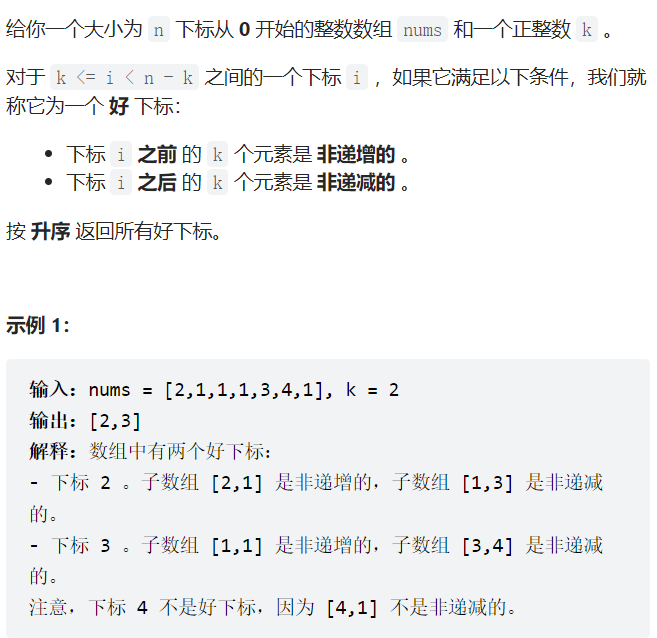 给你一个大小为 n 下标从 0 开始的整数数组 nums 和一个正整数 k 。
对于 k <= i < n - k 之间的一个下标 i ，如果它满足以下条件，我们就
称它为一个 好 下标：
• 下标 i 之前 的 k 个元素是 非递增的 。
• 下标 i 之后 的 k 个元素是 非递减的 。
按 升序 返回所有好下标。
示例 1：
输入：nums = [2,1,1,1,3,4,1], k = 2
输出：[2,3]
解释：数组中有两个好下标：
- 下标 2 。子数组 [2,1] 是非递增的，子数组 [1,3] 是非递减
的。
- 下标 3 。子数组 [1,1] 是非递增的，子数组 [3,4] 是非递减
的。
注意，下标 4 不是好下标，因为 [4,1] 不是非递减的。